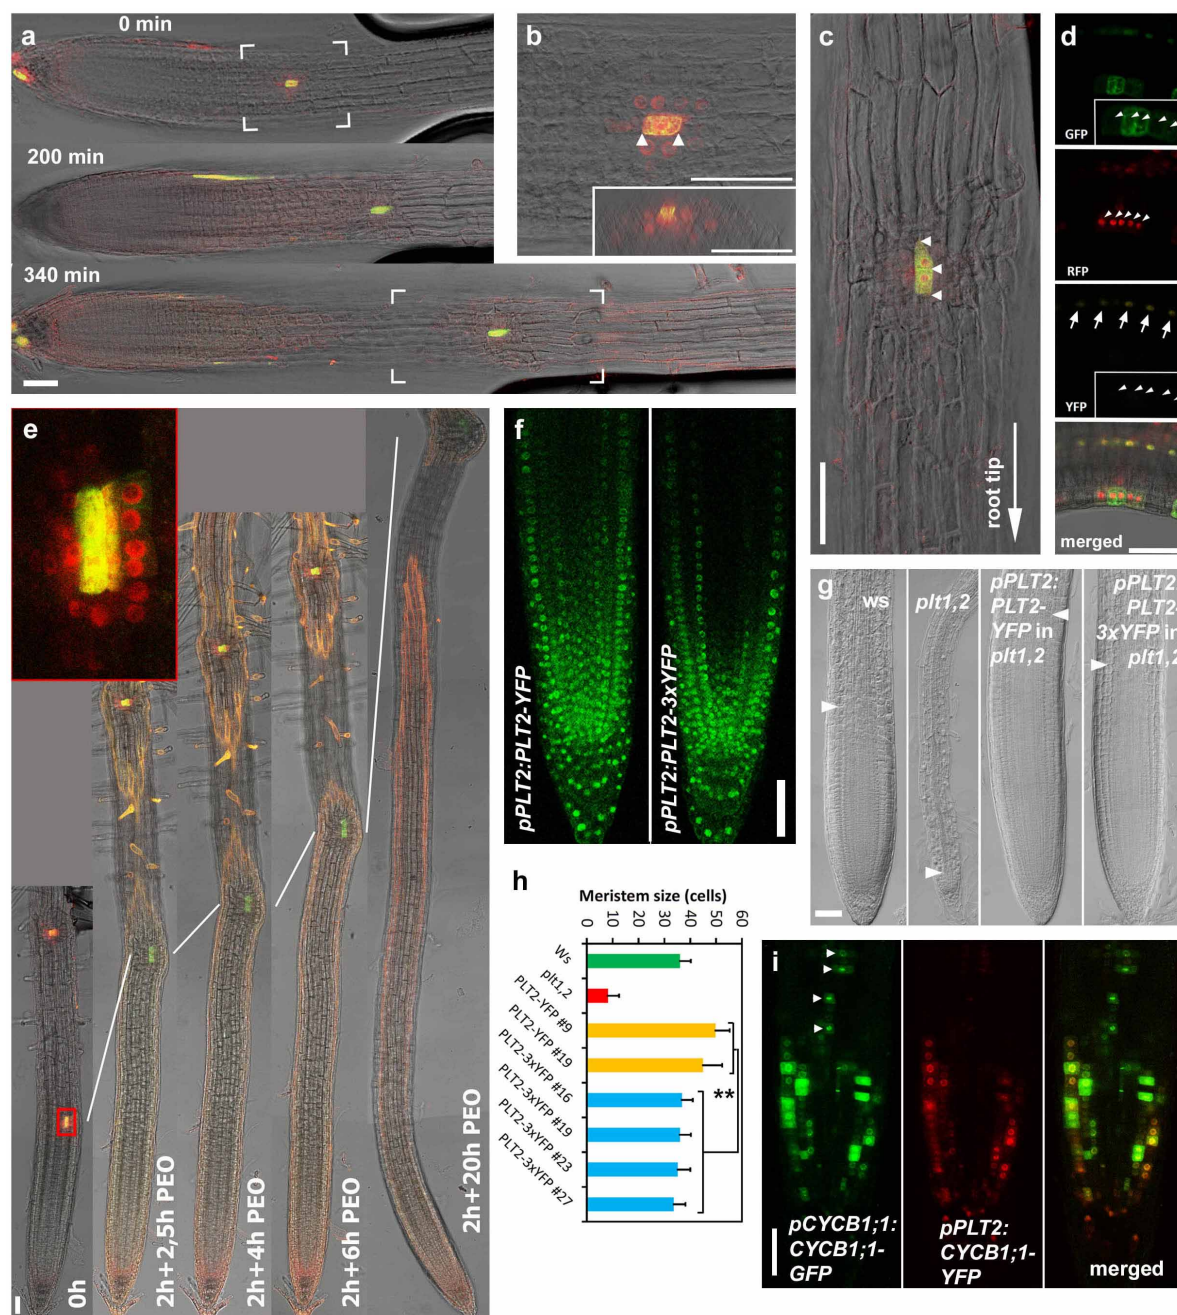 a
0 min
200 min
340 min
b
c
root tip
d
GFP
RFP
YFP
merged
e
0h
2h+2,5h PEO
2h+4h PEO
2h+6h PEO
2h+20h PEO
f
pPLT2:PLT2-YFP
pPLT2:PLT2-3xYFP
g
ws
plt1,2
pPLT2:
PLT2-
YFP in
plt1,2
pPLT2:
PLT2-
3xYFP in
plt1,2
h
Meristem size (cells)
0
10
20
30
40
50
60
Ws
plt1,2
PLT2-YFP #9
PLT2-YFP #19
PLT2-3xYFP #16
PLT2-3xYFP #19
PLT2-3xYFP #23
PLT2-3xYFP #27
**
i
pCYCB1;1:
CYCB1;1-
GFP
pPLT2:
CYCB1;1-
YFP
merged